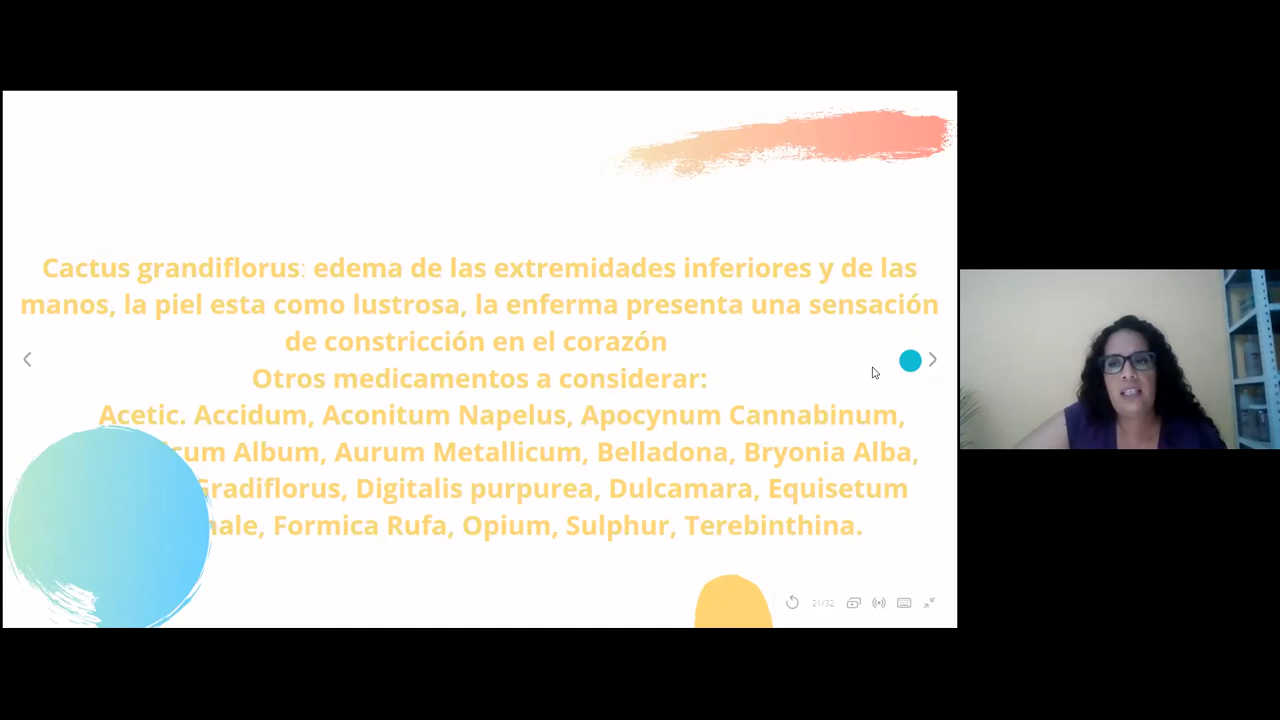 Cactus grandiflorus: edema de las extremidades inferiores y de las
manos, la piel esta como lustrosa, la enferma presenta una sensación
de constricción en el corazón
Otros medicamentos a considerar:
Acetic. Accidum, Aconitum Napelus, Apocynum Cannabinum,
Album, Aurum Metallicum, Belladona, Bryonia Alba,
Gradiflorus, Digitalis purpurea, Dulcamara, Equisetum
Formica Rufa, Opium, Sulphur, Terebinthina.
21/32